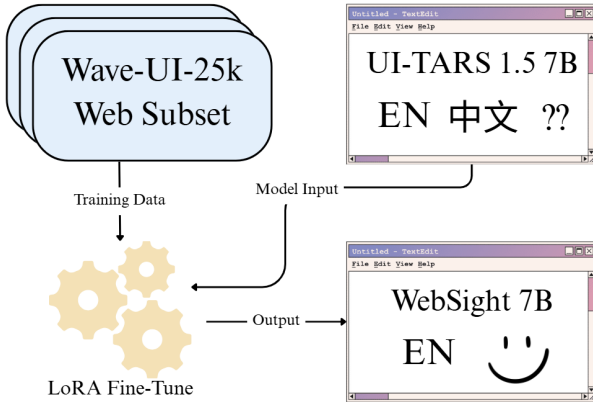 Wave-UI-25k
Web Subset
Untitled - TextEdit
File Edit View Help
UI-TARS 1.5 7B
EN 中文 ??
Training Data
Model Input
Untitled - TextEdit
File Edit View Help
WebSight 7B
EN
Output
LoRA Fine-Tune